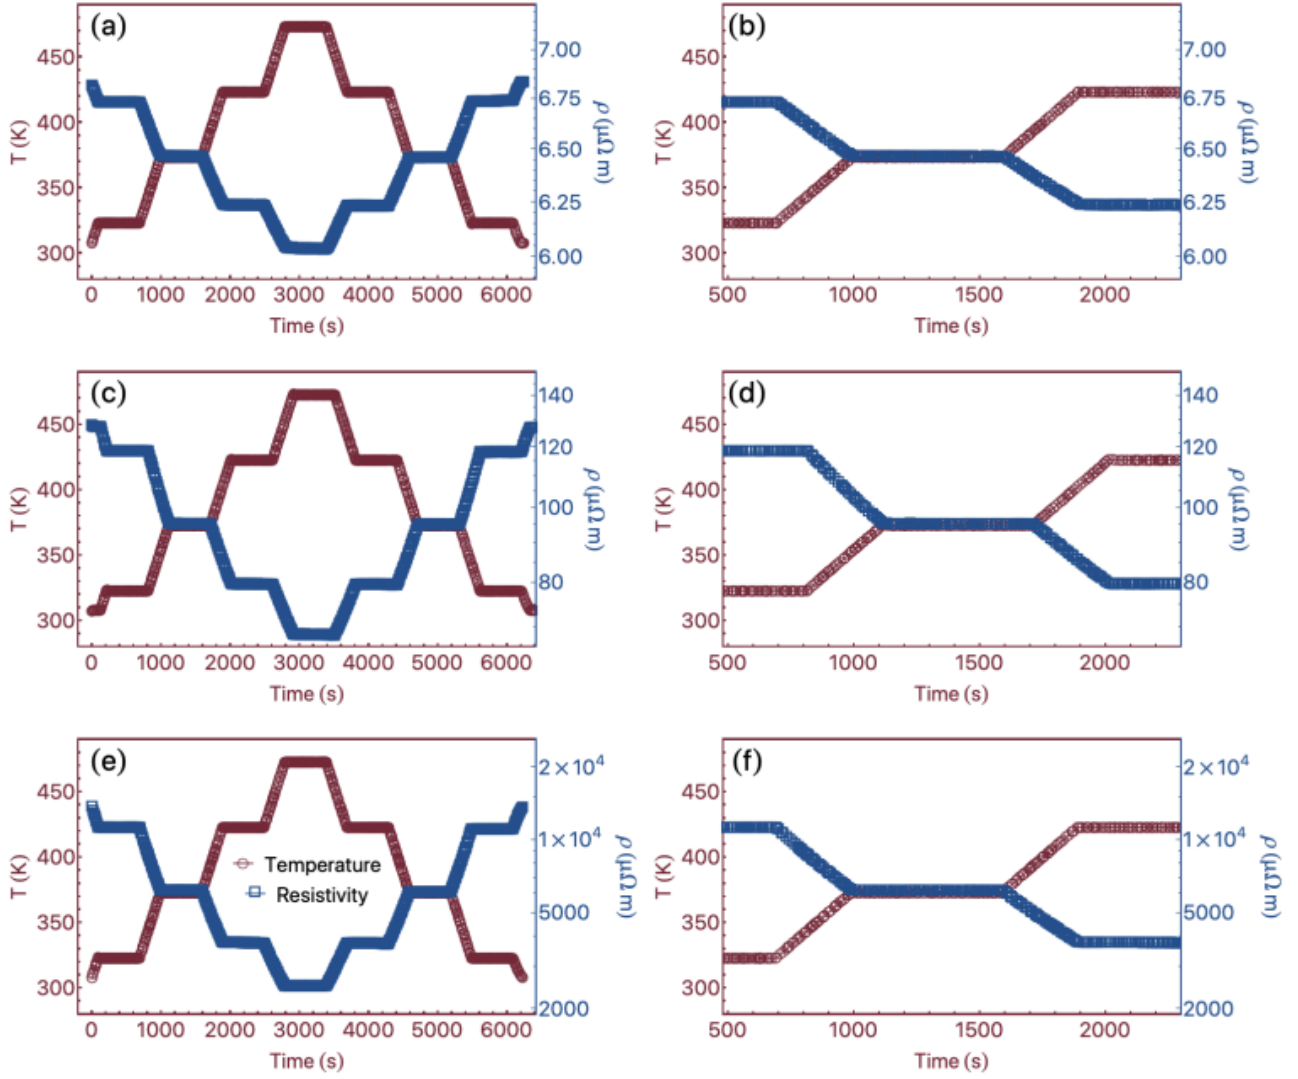 (a)
450
400
350
300
T (K)
7.00
6.75
6.50
6.25
6.00
ρ (μΩ m)
0 1000 2000 3000 4000 5000 6000
Time (s)
(b)
450
400
350
300
T (K)
7.00
6.75
6.50
6.25
6.00
ρ (μΩ m)
500 1000 1500 2000
Time (s)
(c)
450
400
350
300
T (K)
140
120
100
80
ρ (μΩ m)
0 1000 2000 3000 4000 5000 6000
Time (s)
(d)
450
400
350
300
T (K)
140
120
100
80
ρ (μΩ m)
500 1000 1500 2000
Time (s)
(e)
450
400
350
300
T (K)
Temperature
Resistivity
2×10⁴
1×10⁴
5000
2000
ρ (μΩ m)
0 1000 2000 3000 4000 5000 6000
Time (s)
(f)
450
400
350
300
T (K)
2×10⁴
1×10⁴
5000
2000
ρ (μΩ m)
500 1000 1500 2000
Time (s)